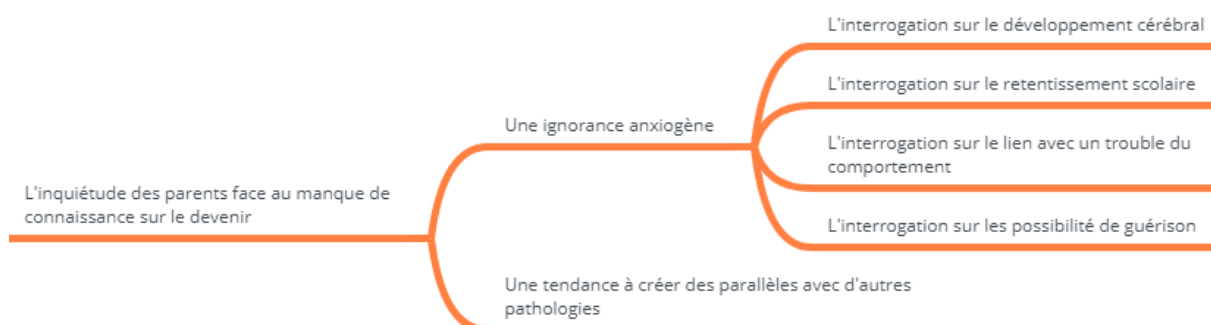 L'interrogation sur le développement cérébral
L'interrogation sur le retentissement scolaire
Une ignorance anxiogène
L'interrogation sur le lien avec un trouble du
comportement
L'inquiétude des parents face au manque de
connaissance sur le devenir
L'interrogation sur les possibilité de guérison
Une tendance à créer des parallèles avec d'autres
pathologies